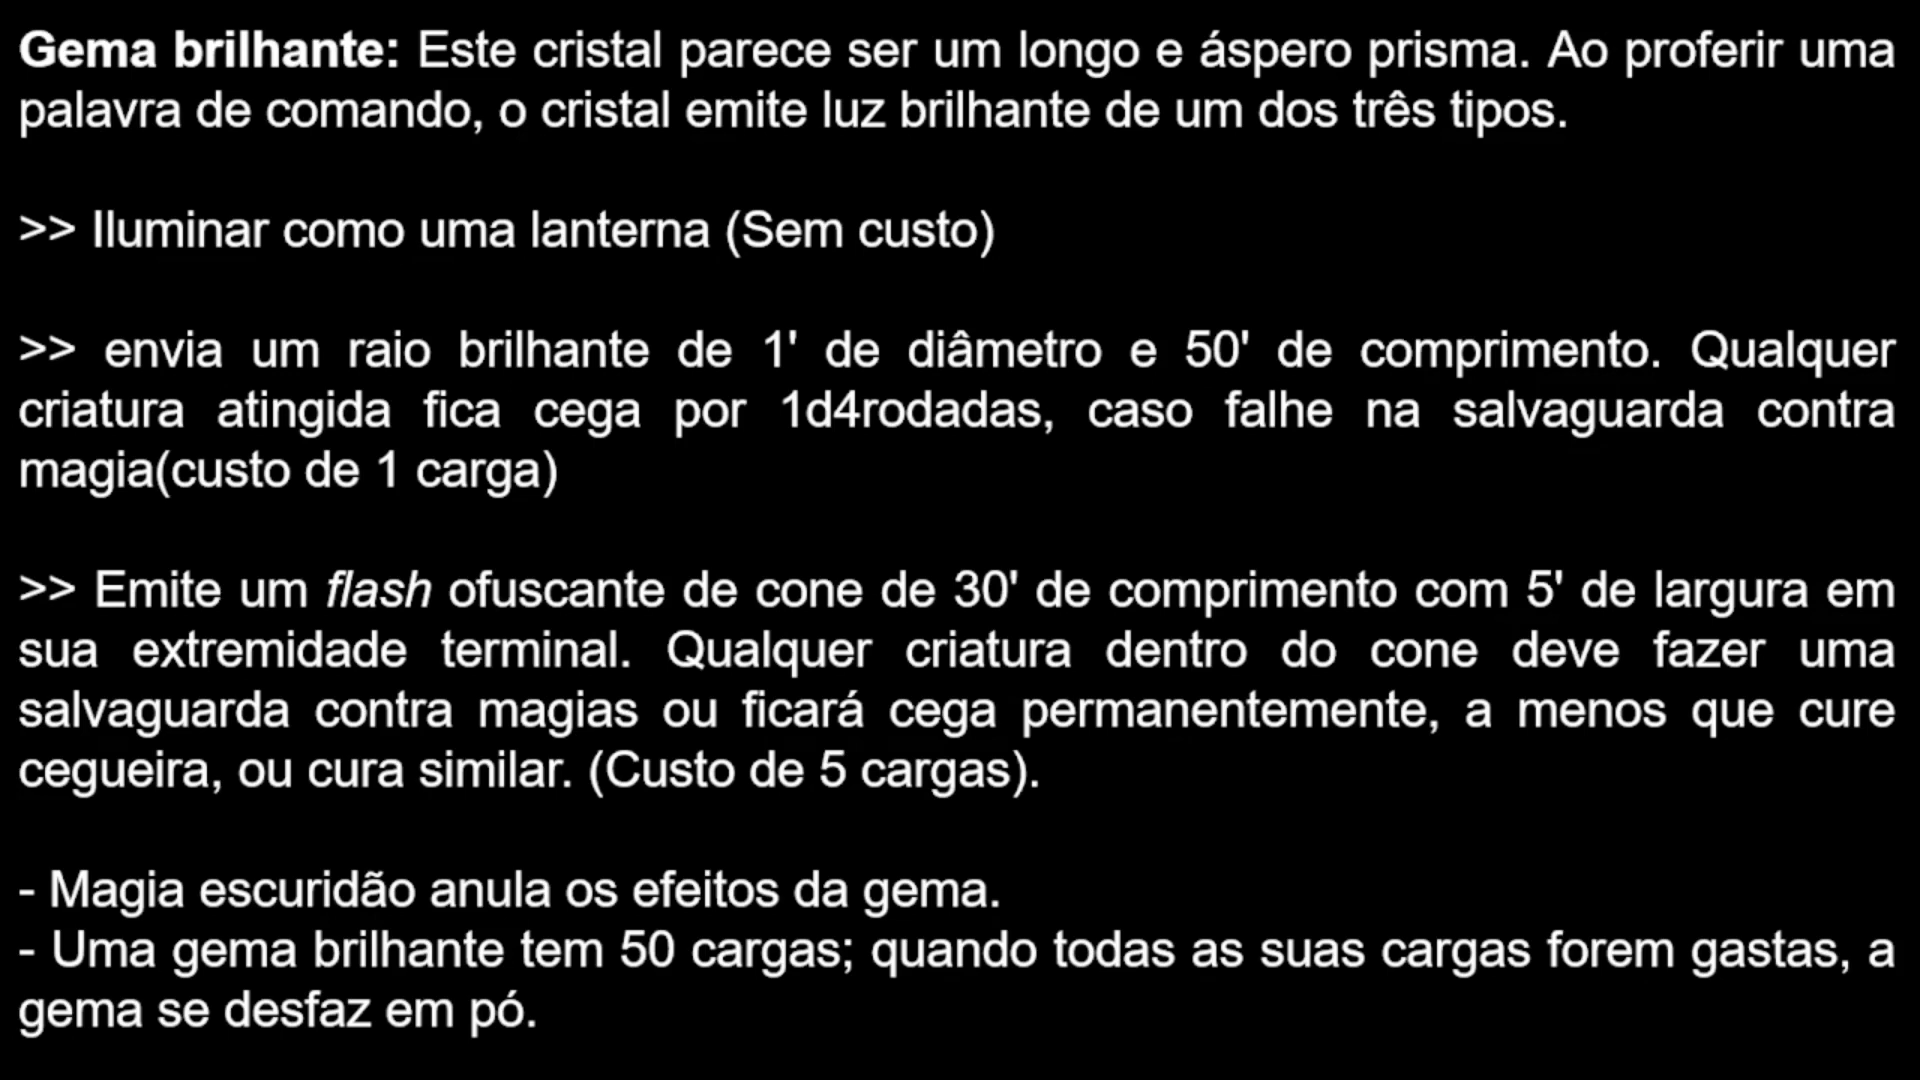 Gema brilhante: Este cristal parece ser um longo e áspero prisma. Ao proferir uma
palavra de comando, o cristal emite luz brilhante de um dos três tipos.
>> Iluminar como uma lanterna (Sem custo)
>> envia um raio brilhante de 1' de diâmetro e 50' de comprimento. Qualquer
criatura atingida fica cega por 1d4rodadas, caso falhe na salvaguarda contra
magia(custo de 1 carga)
>> Emite um flash ofuscante de cone de 30' de comprimento com 5' de largura em
sua extremidade terminal. Qualquer criatura dentro do cone deve fazer uma
salvaguarda contra magias ou ficará cega permanentemente, a menos que cure
cegueira, ou cura similar. (Custo de 5 cargas).
- Magia escuridão anula os efeitos da gema.
- Uma gema brilhante tem 50 cargas; quando todas as suas cargas forem gastas, a
gema se desfaz em pó.